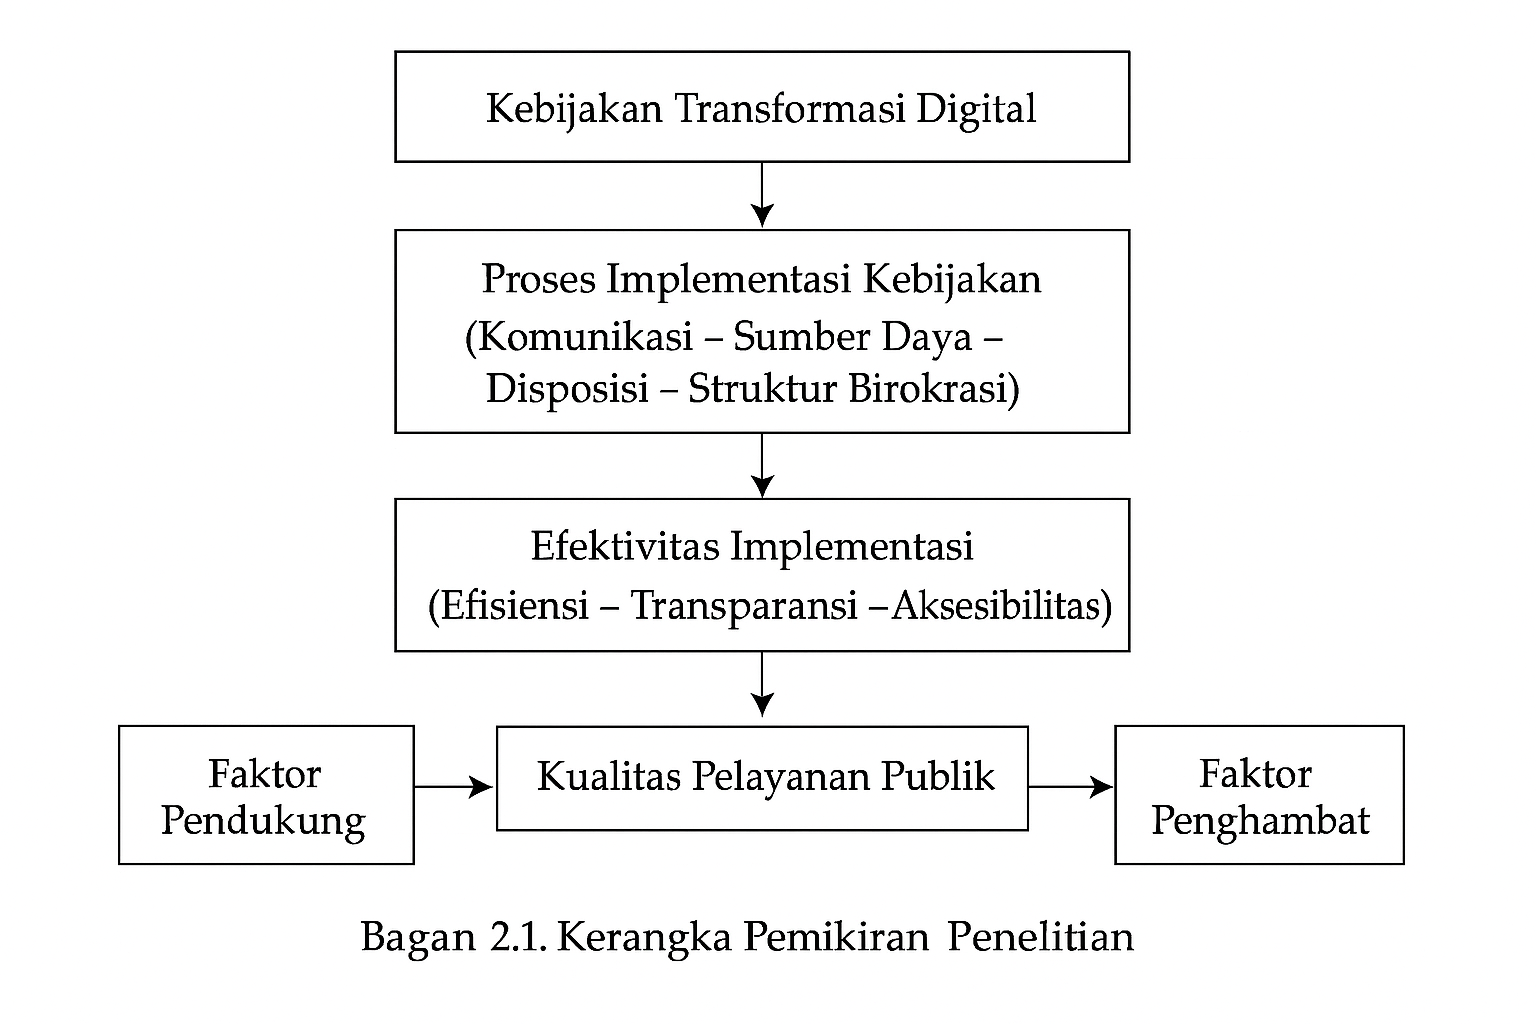 Kebijakan Transformasi Digital
Proses Implementasi Kebijakan
(Komunikasi – Sumber Daya –
Disposisi – Struktur Birokrasi)
Efektivitas Implementasi
(Efisiensi – Transparansi –Aksesibilitas)
Faktor
Pendukung
Kualitas Pelayanan Publik
Faktor
Penghambat
Bagan 2.1. Kerangka Pemikiran Penelitian